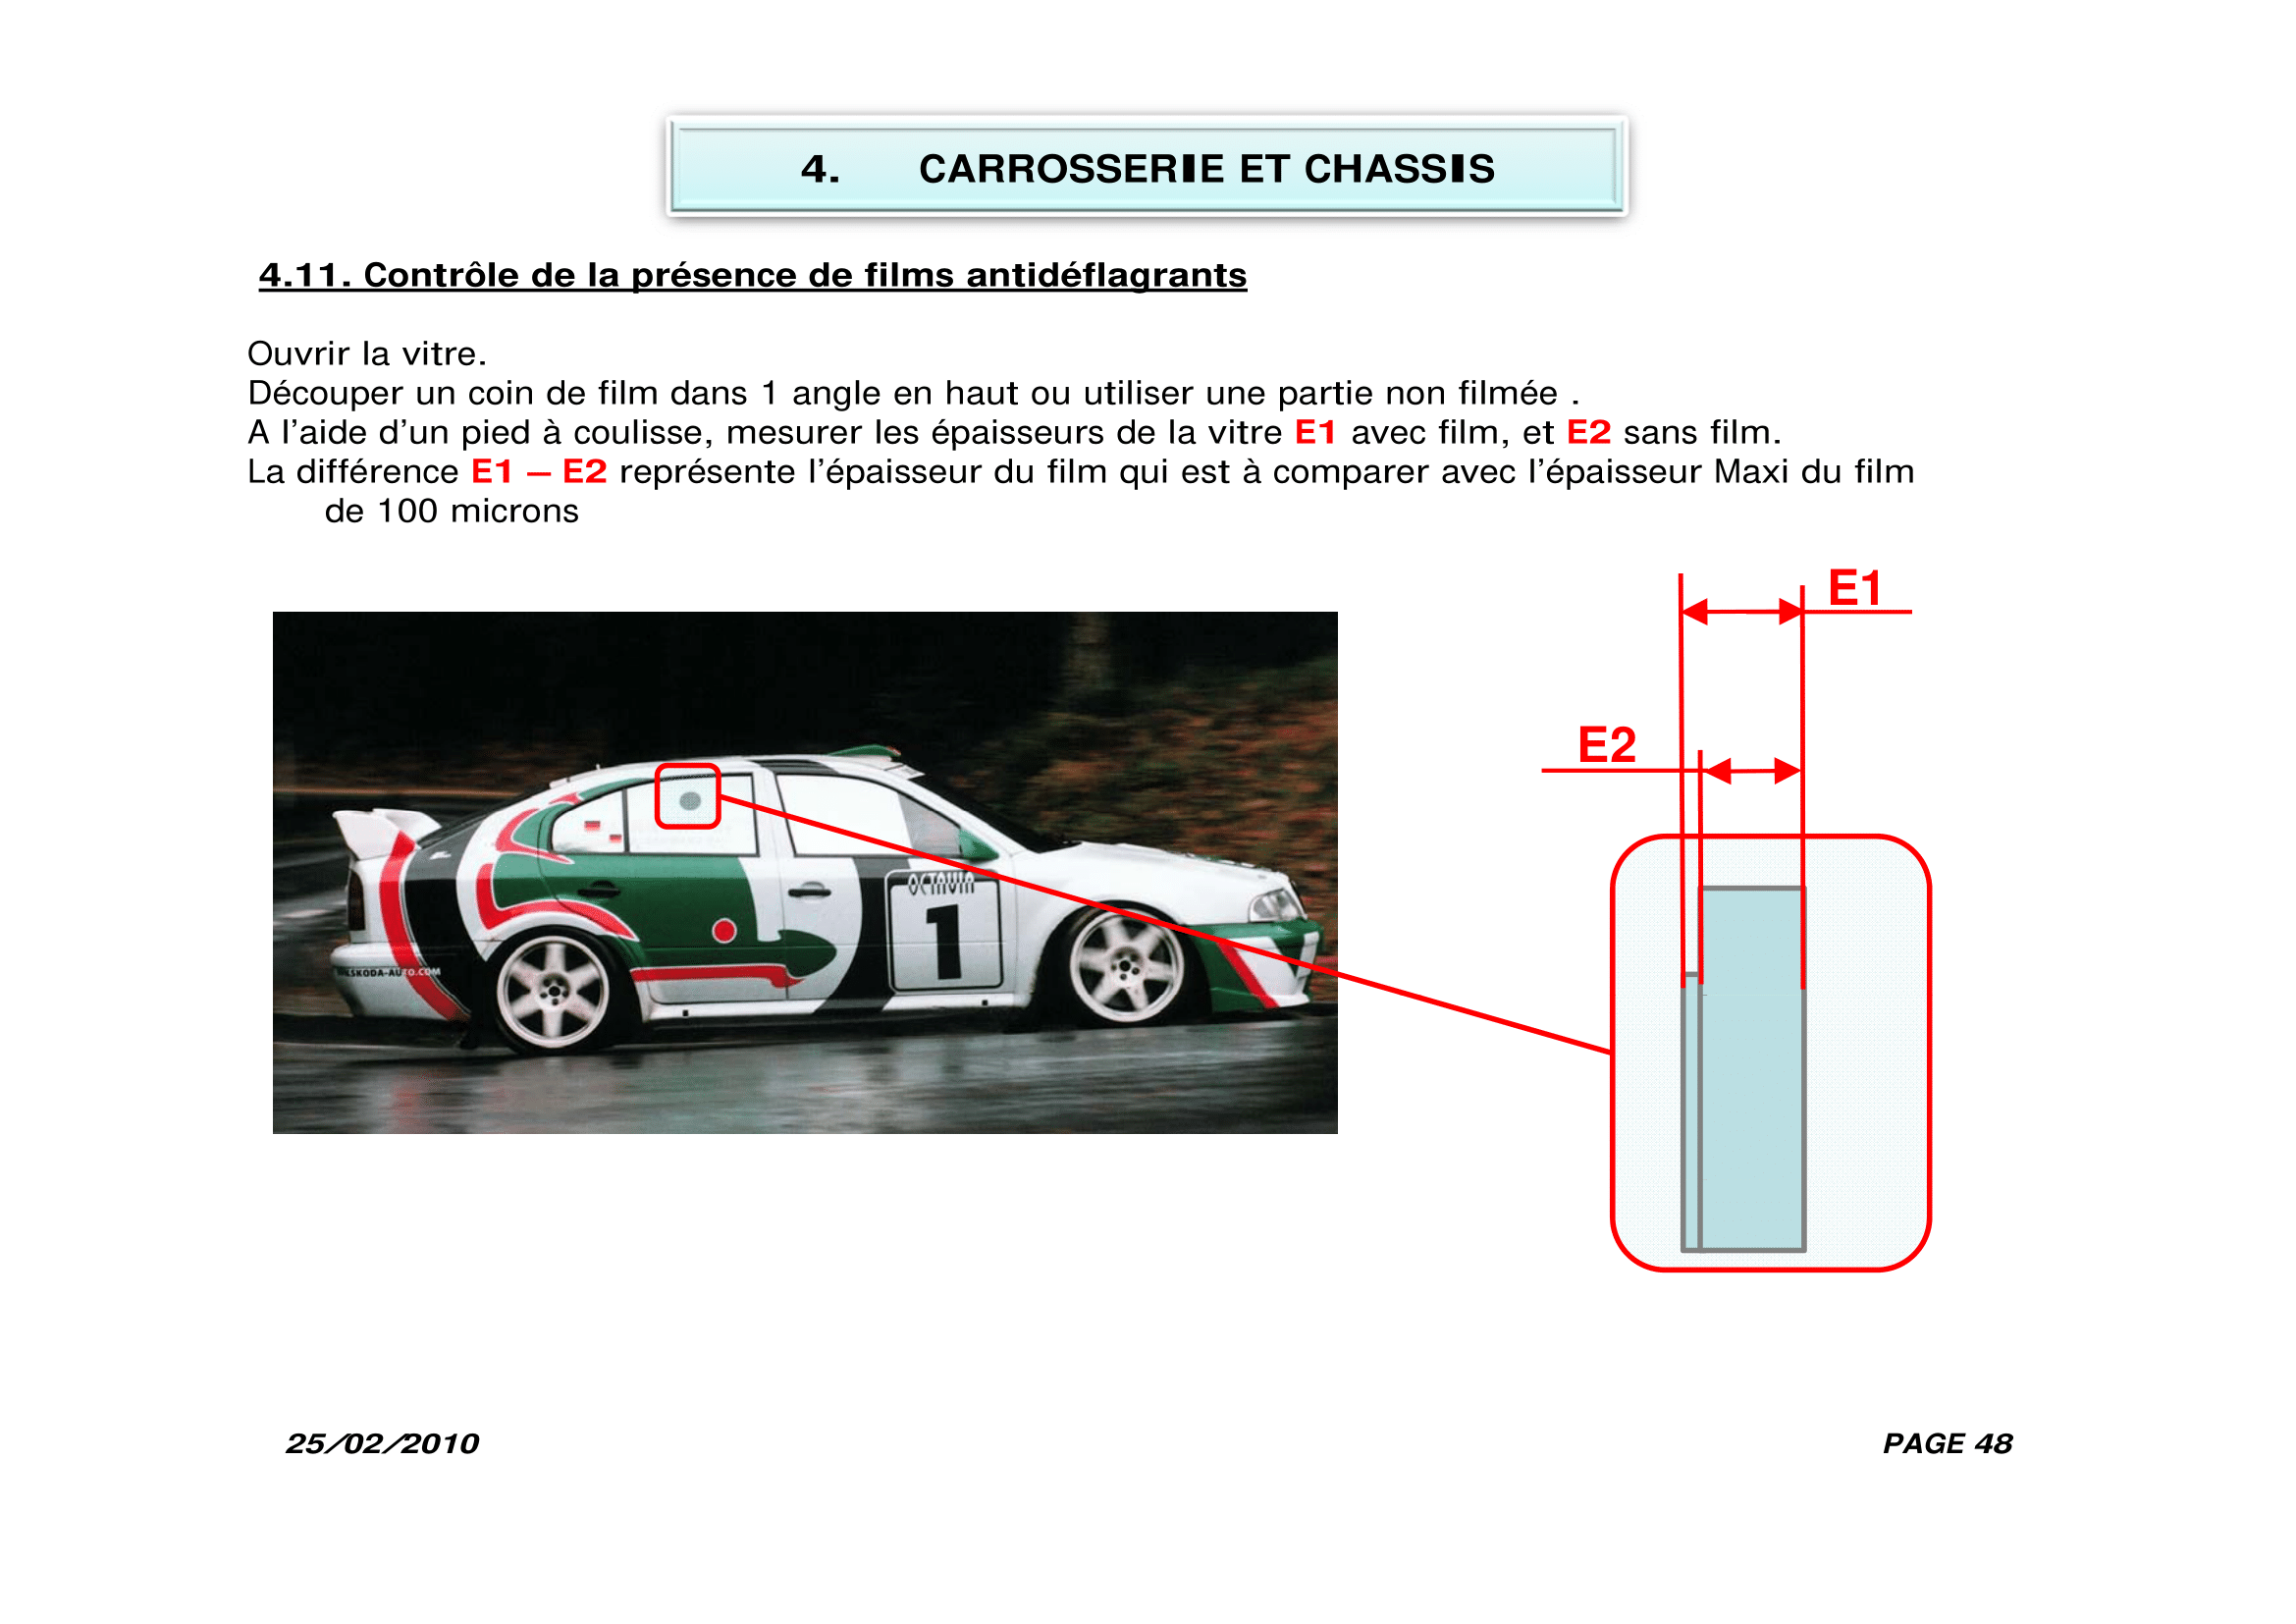 4. CARROSSERIE ET CHASSIS
4.11. Contrôle de la présence de films antidéflagrants
Ouvrir la vitre.
Découper un coin de film dans 1 angle en haut ou utiliser une partie non filmée .
A l’aide d’un pied à coulisse, mesurer les épaisseurs de la vitre E1 avec film, et E2 sans film.
La différence E1 – E2 représente l’épaisseur du film qui est à comparer avec l’épaisseur Maxi du film
de 100 microns
E1
E2
OCTAVIA
1
SKODA-AUTO.COM
25/02/2010
PAGE 48